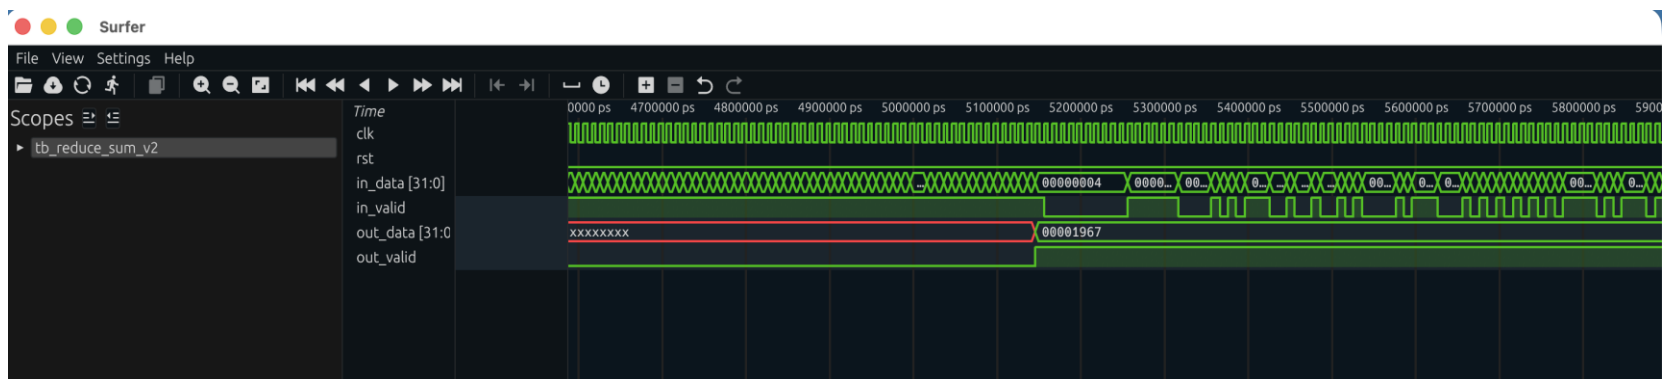 Surfer
File View Settings Help
Scopes
tb_reduce_sum_v2
Time
clk
rst
in_data [31:0]
in_valid
out_data [31:0
out_valid
0000 ps 4700000 ps 4800000 ps 4900000 ps 5000000 ps 5100000 ps 5200000 ps 5300000 ps 5400000 ps 5500000 ps 5600000 ps 5700000 ps 5800000 ps 5900
… 00000004 0000… 00… 0… … … … 00… 0… 0… 00… 0…
xxxxxxxx 00001967